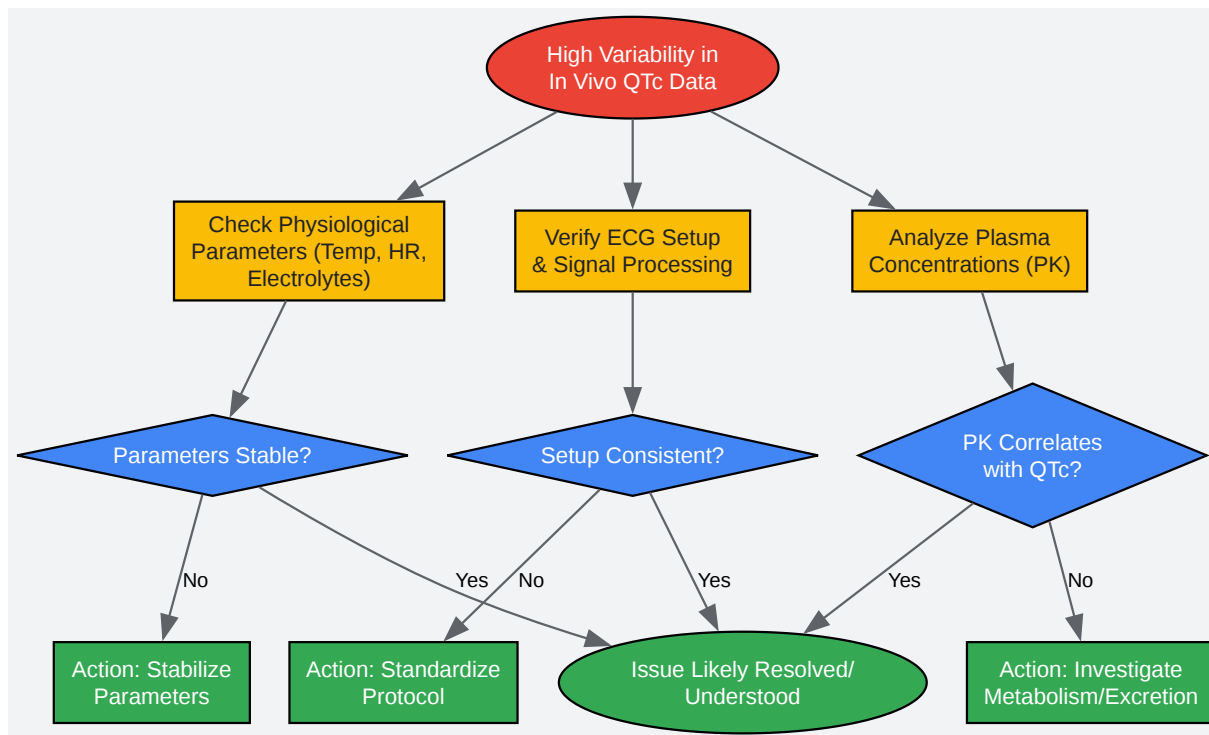 High Variability in
In Vivo QTc Data
Check Physiological
Parameters (Temp, HR,
Electrolytes)
Verify ECG Setup
& Signal Processing
Analyze Plasma
Concentrations (PK)
Parameters Stable?
Setup Consistent?
PK Correlates
with QTc?
No
Yes
No
Yes
Yes
No
Action: Stabilize
Parameters
Action: Standardize
Protocol
Issue Likely Resolved/
Understood
Action: Investigate
Metabolism/Excretion